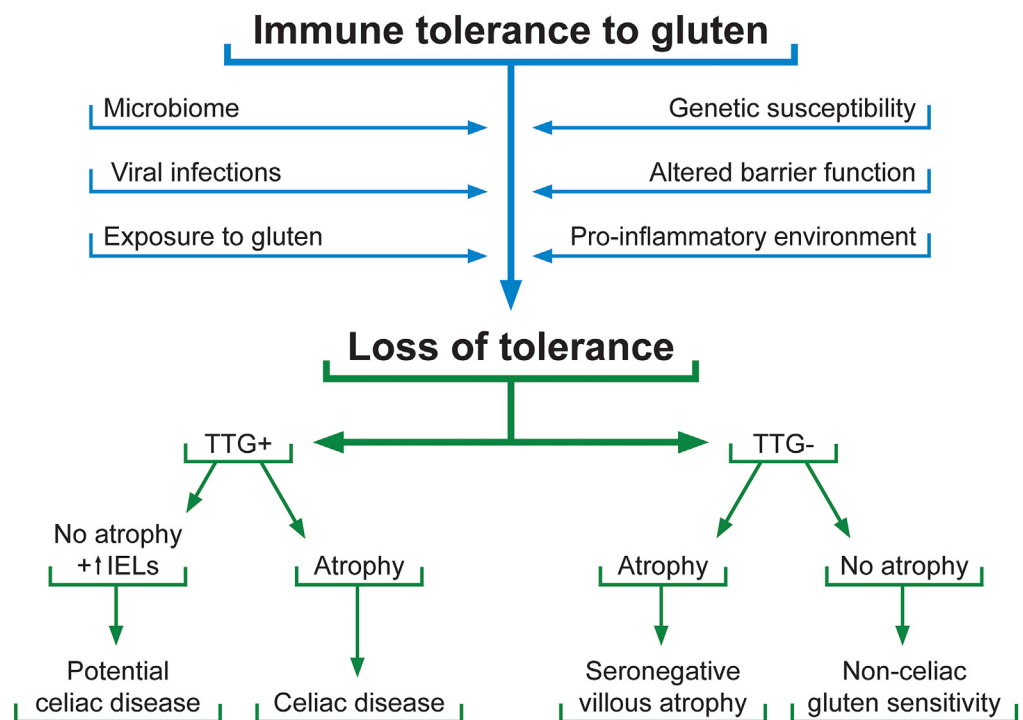 Immune tolerance to gluten
Microbiome
Genetic susceptibility
Viral infections
Altered barrier function
Exposure to gluten
Pro-inflammatory environment
Loss of tolerance
TTG+
TTG-
No atrophy
+↑IELs
Atrophy
Atrophy
No atrophy
Potential
celiac disease
Celiac disease
Seronegative
villous atrophy
Non-celiac
gluten sensitivity